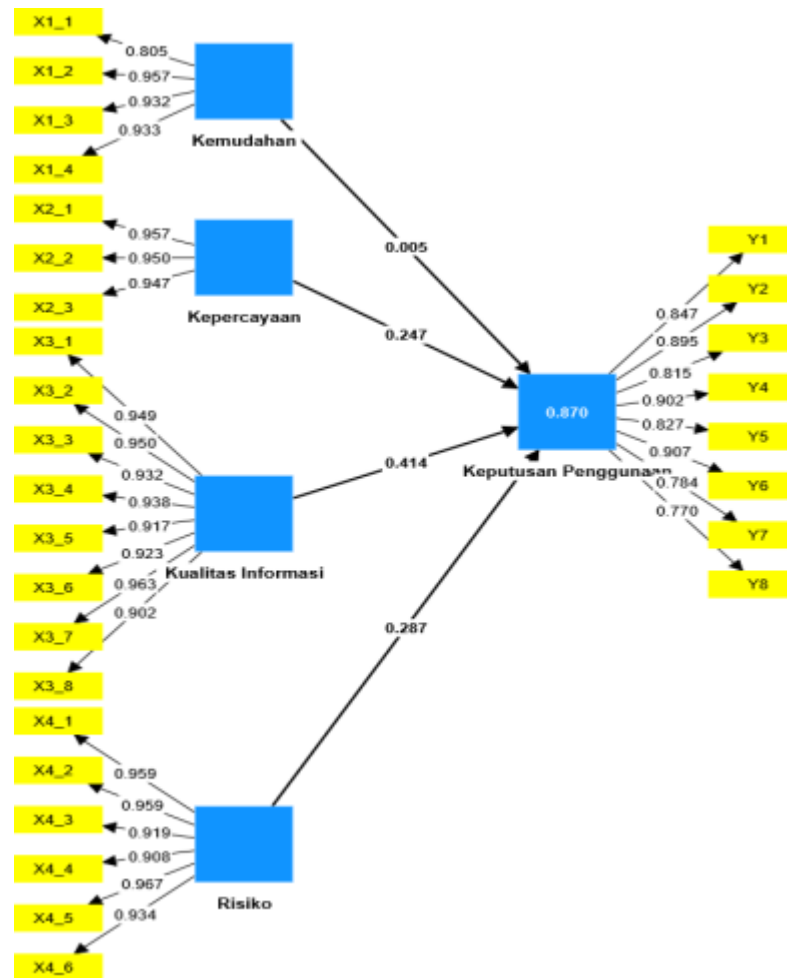 X1_1
0.805
X1_2
0.957
0.932
X1_3
0.933
X1_4
Kemudahan
X2_1
0.957
X2_2
0.950
0.947
X2_3
Kepercayaan
X3_1
0.949
X3_2
0.950
X3_3
0.932
X3_4
0.938
X3_5
0.917
0.923
X3_6
0.963
X3_7
0.902
X3_8
Kualitas Informasi
X4_1
0.959
X4_2
0.959
X4_3
0.919
X4_4
0.908
0.967
X4_5
0.934
X4_6
Risiko
0.005
0.247
0.414
0.287
0.870
Keputusan Penggunaan
Y1
0.847
Y2
0.895
Y3
0.815
Y4
0.902
Y5
0.827
0.907
Y6
0.784
Y7
0.770
Y8